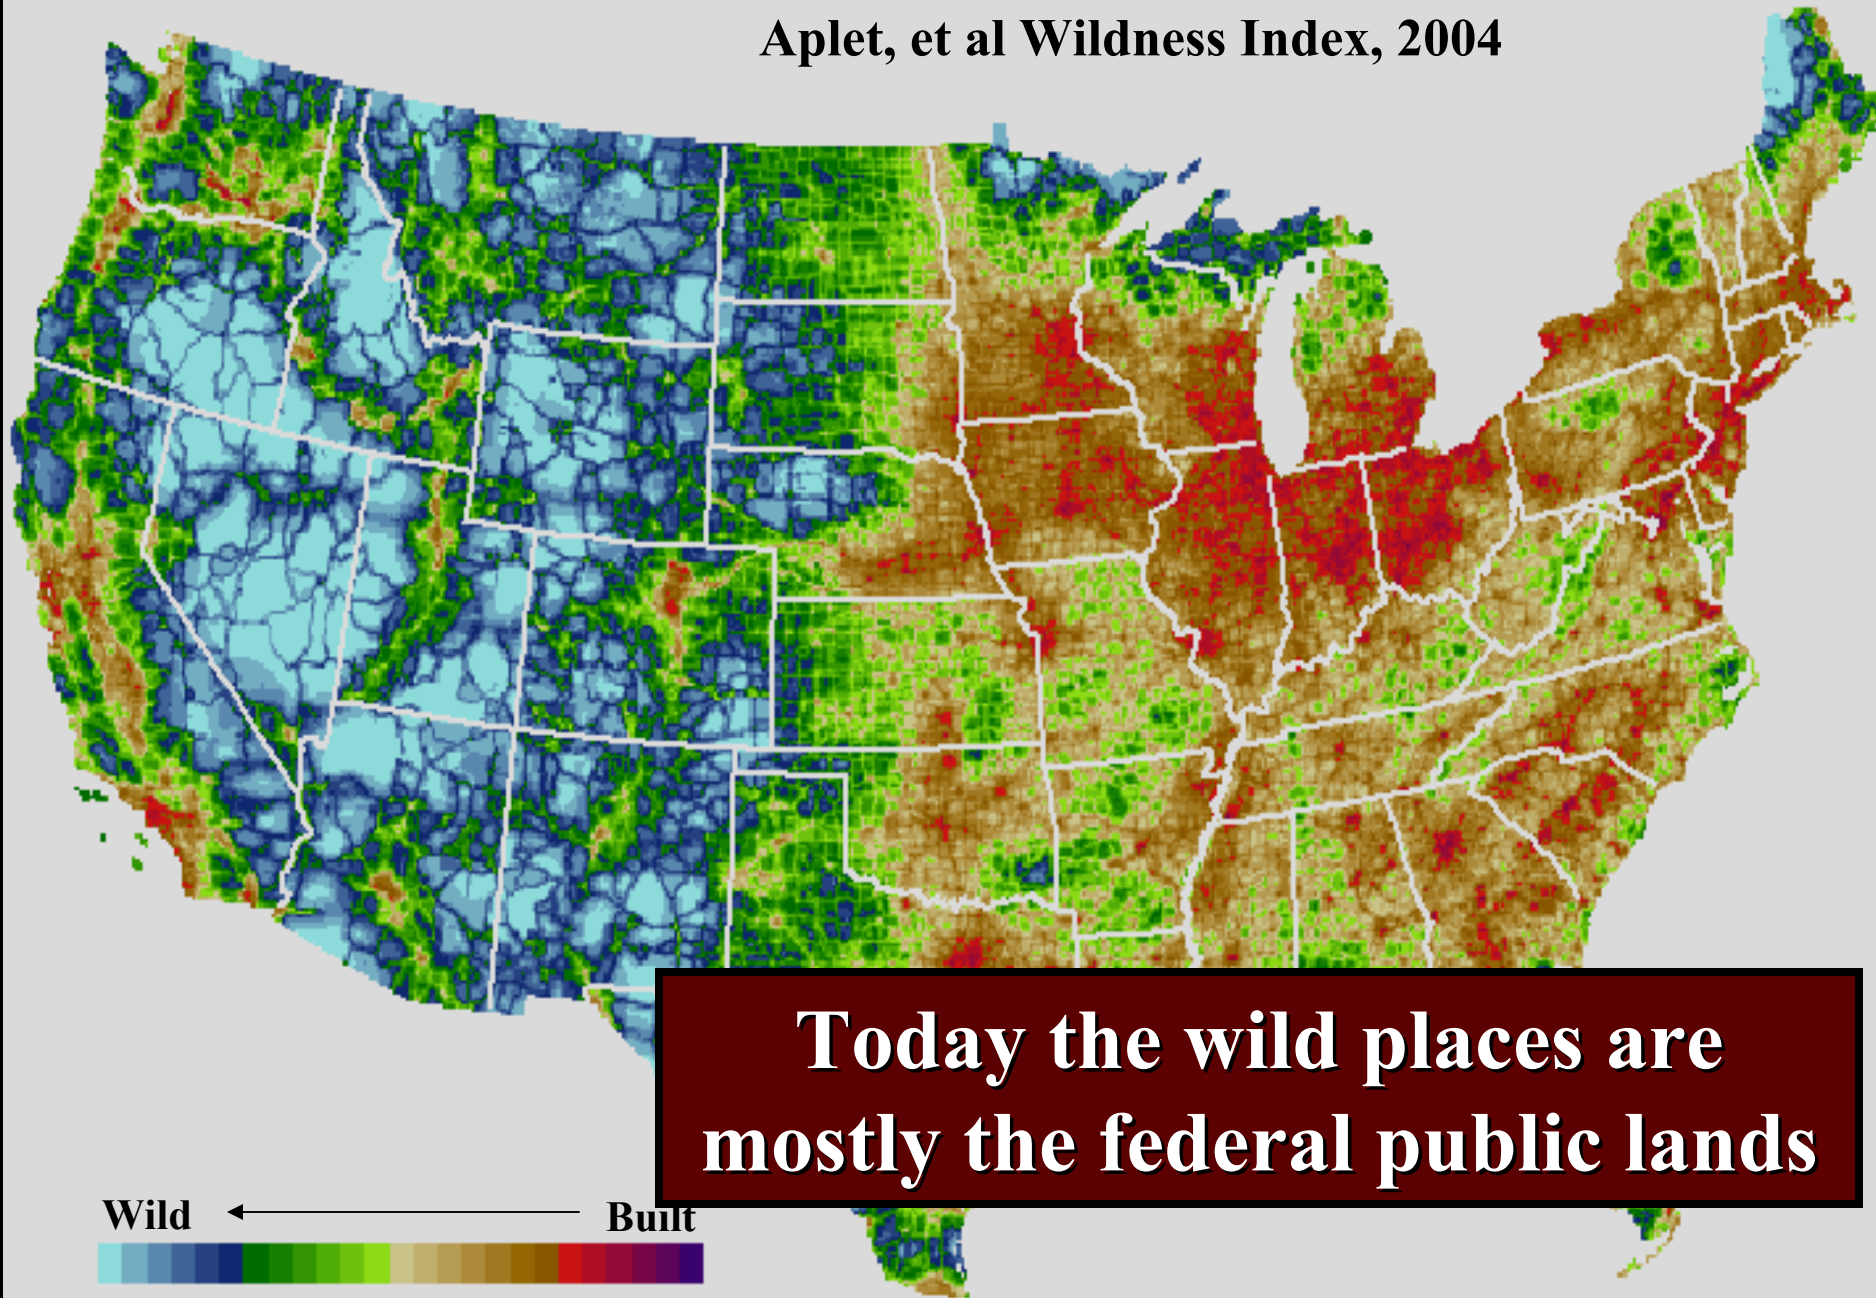 Aplet, et al Wildness Index, 2004
Today the wild places are
mostly the federal public lands
Wild
Built